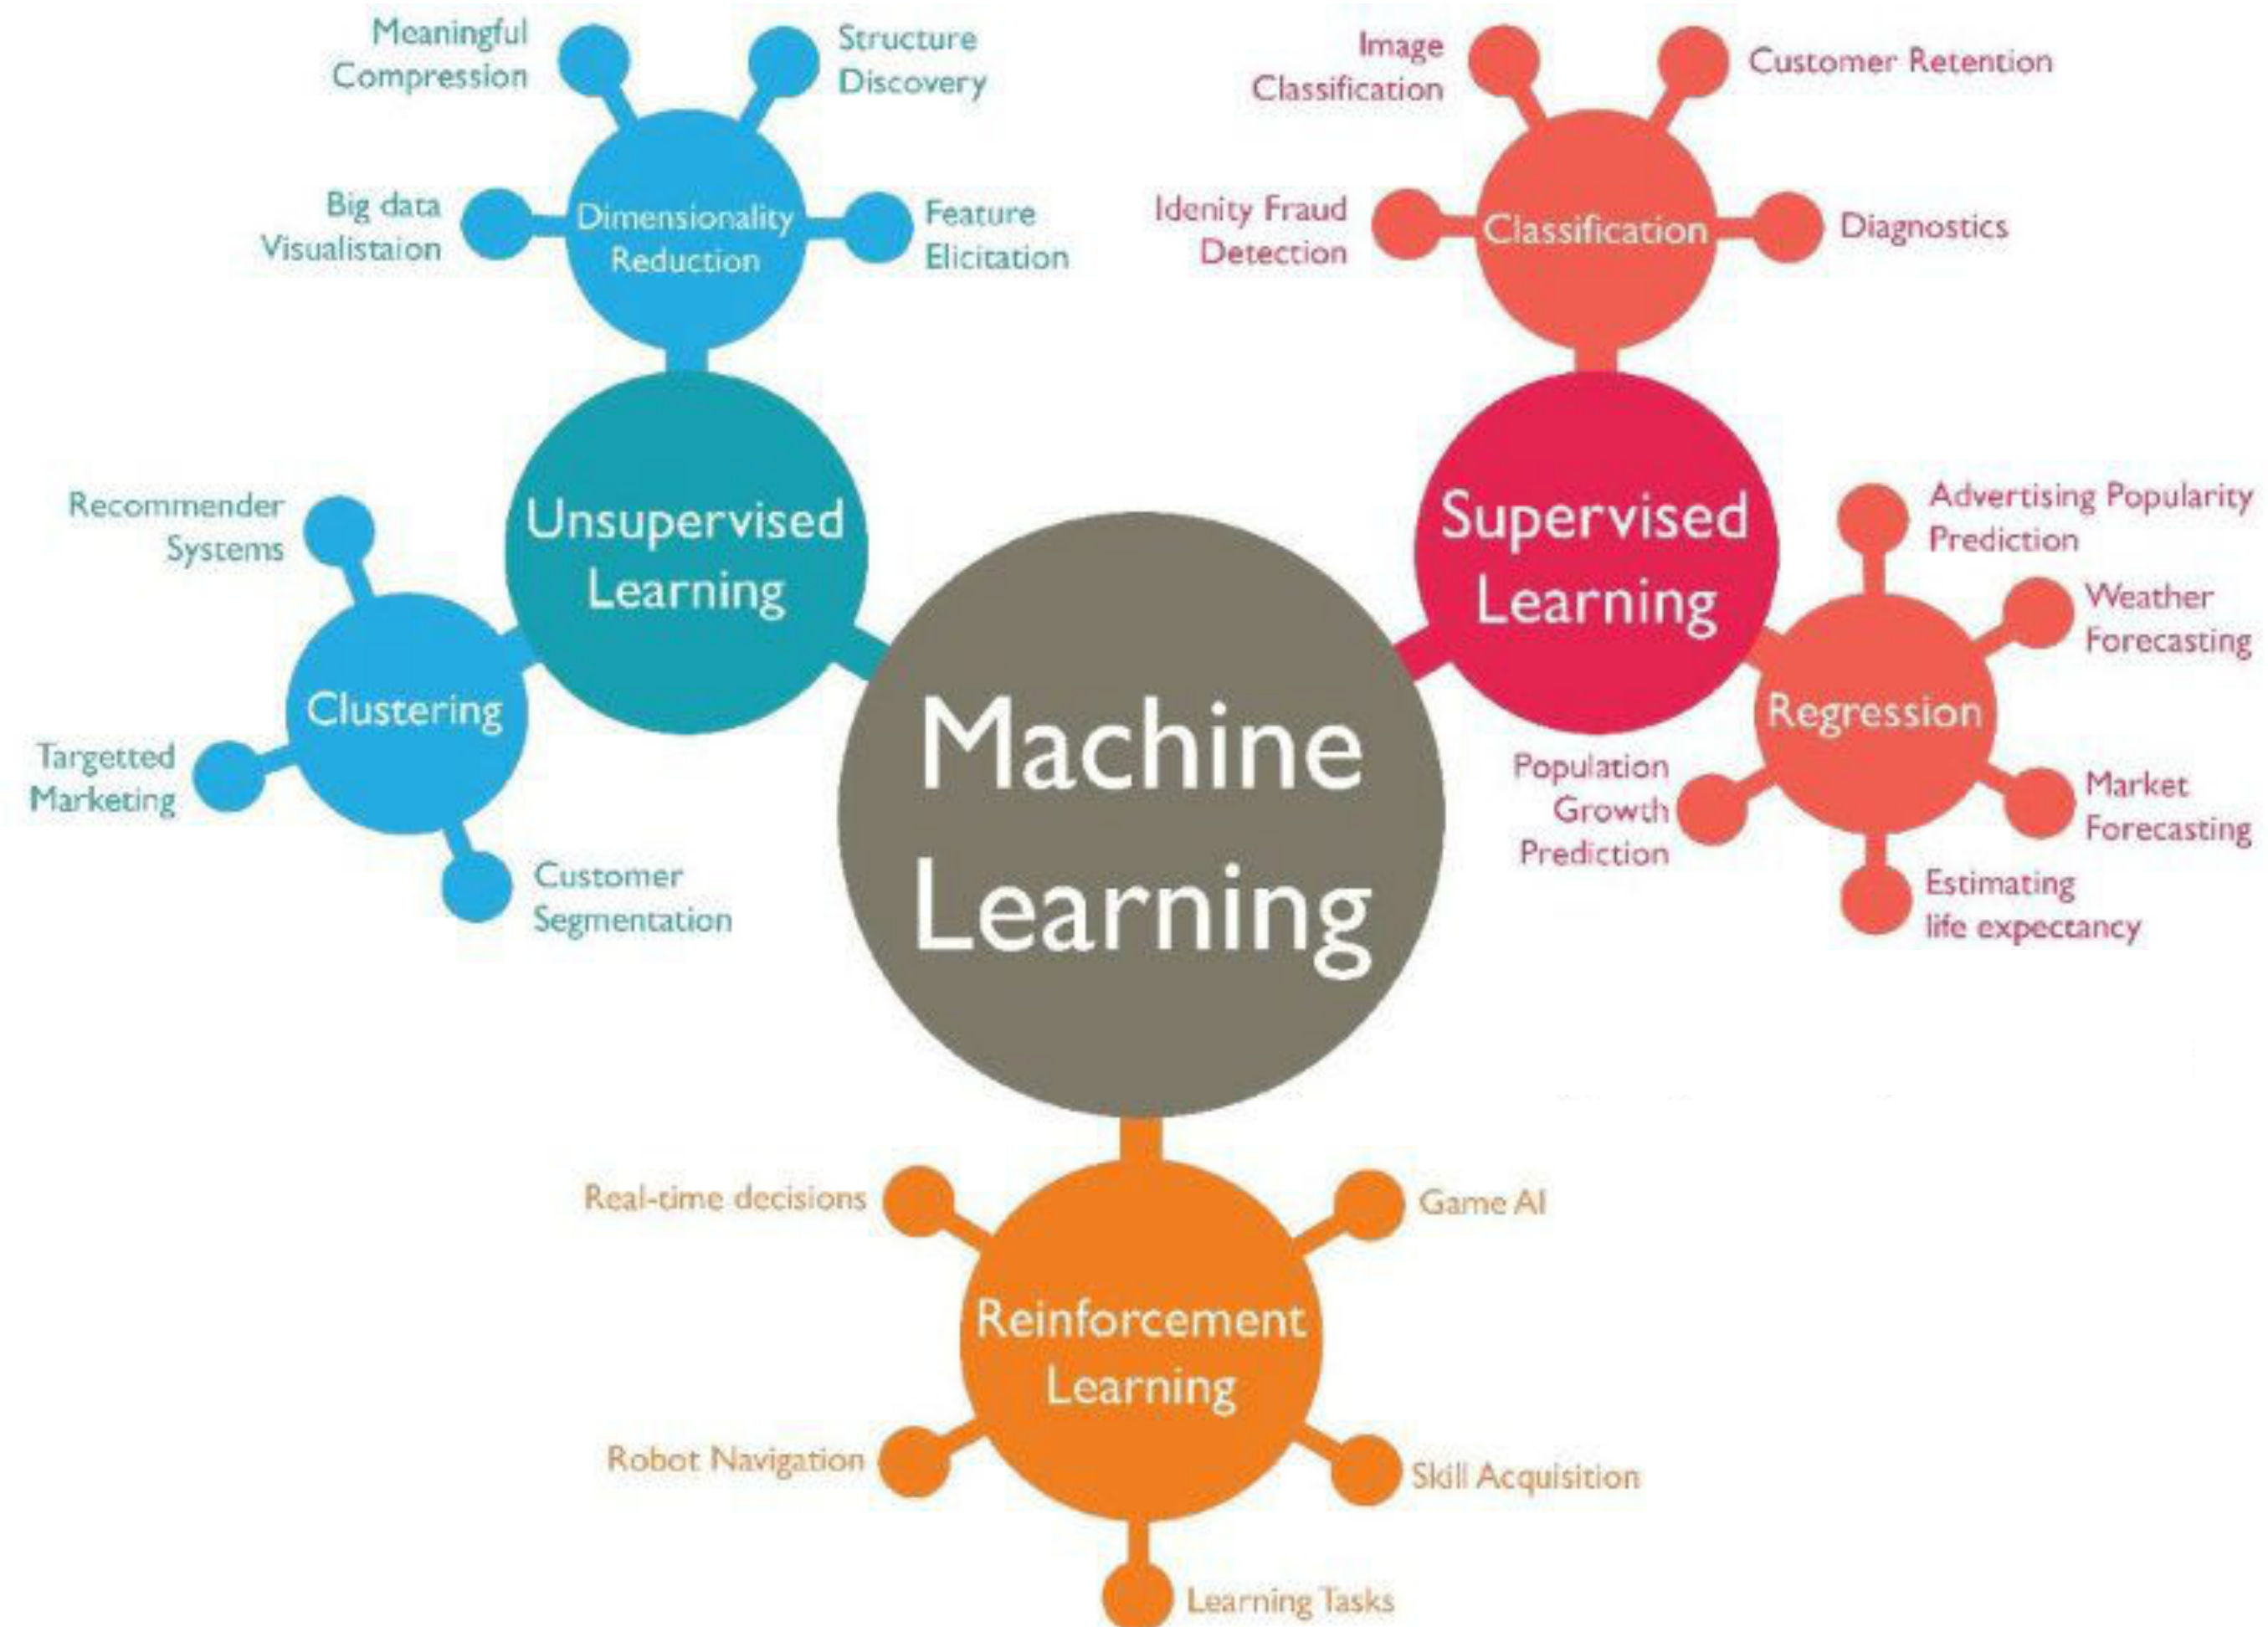 Meaningful
Compression
Structure
Discovery
Big data
Visualistaion
Dimensionality
Reduction
Feature
Elicitation
Image
Classification
Customer Retention
Idenity Fraud
Detection
Classification
Diagnostics
Unsupervised
Learning
Recommender
Systems
Clustering
Targetted
Marketing
Customer
Segmentation
Machine
Learning
Supervised
Learning
Advertising Popularity
Prediction
Weather
Forecasting
Regression
Population
Growth
Prediction
Market
Forecasting
Estimating
life expectancy
Real-time decisions
Game AI
Reinforcement
Learning
Robot Navigation
Skill Acquisition
Learning Tasks